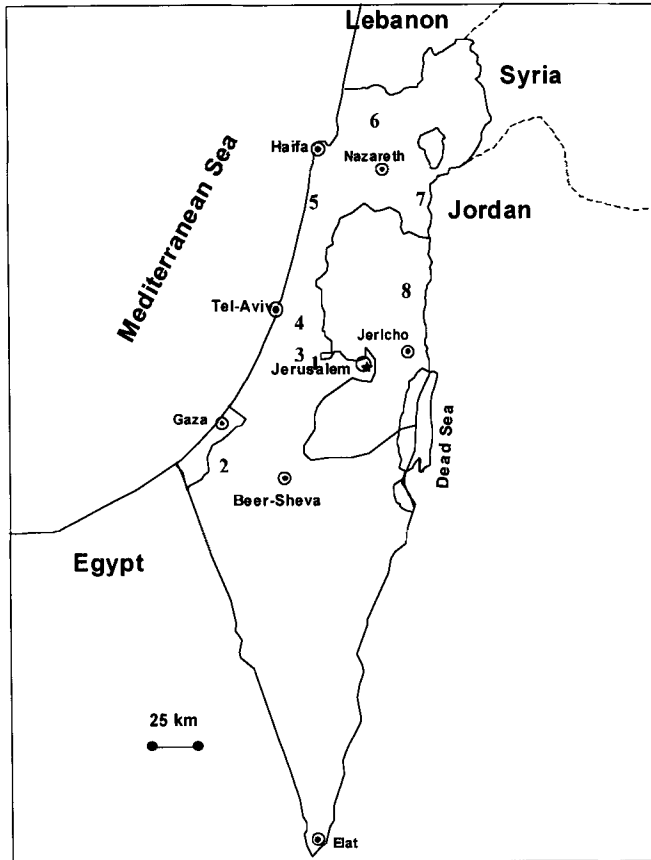 Lebanon
Syria
6
Haifa
Nazareth
Mediterranean Sea
5
7
Jordan
8
Tel-Aviv
4
Jericho
3
1
Jerusalem
Gaza
2
Dead Sea
Beer-Sheva
Egypt
25 km
Elat